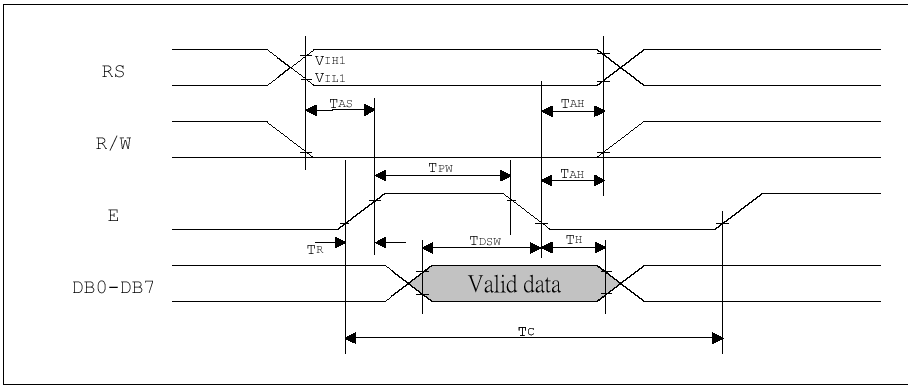 RS
VIH1
VIL1
TAS
TAH
R/W
TPW
TAH
E
TR
TDSW
TH
DB0-DB7
Valid data
TC